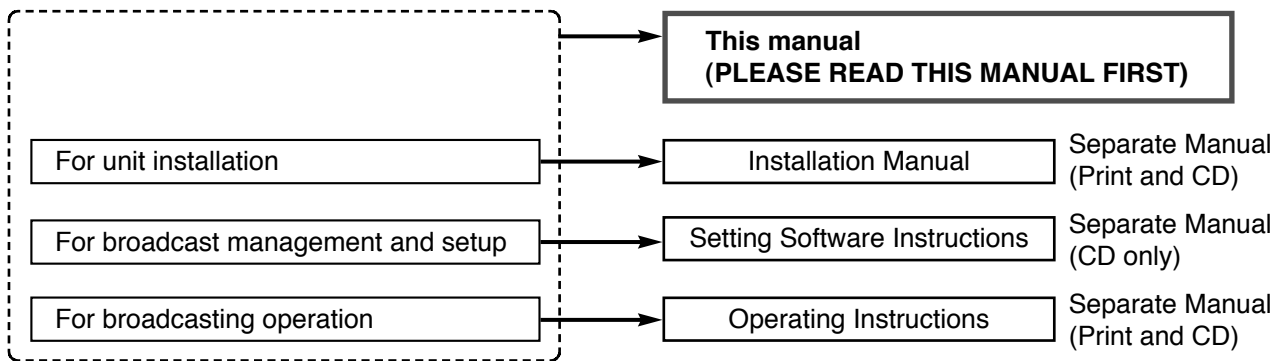 This manual
(PLEASE READ THIS MANUAL FIRST)
For unit installation
Installation Manual
Separate Manual
(Print and CD)
For broadcast management and setup
Setting Software Instructions
Separate Manual
(CD only)
For broadcasting operation
Operating Instructions
Separate Manual
(Print and CD)